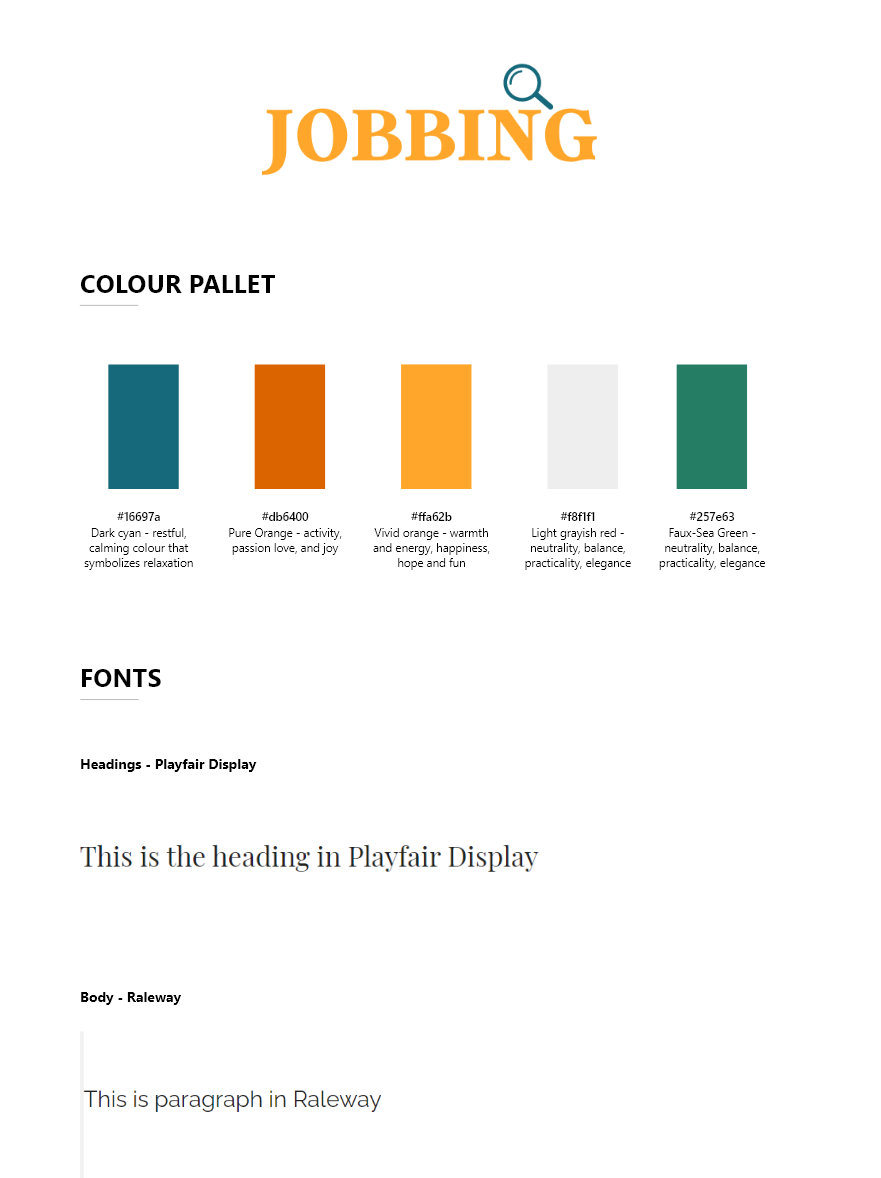 JOBBING
COLOUR PALLET
#16697a
Dark cyan - restful,
calming colour that
symbolizes relaxation
#db6400
Pure Orange - activity,
passion love, and joy
#ffa62b
Vivid orange - warmth
and energy, happiness,
hope and fun
#f8f1f1
Light grayish red -
neutrality, balance,
practicality, elegance
#257e63
Faux-Sea Green -
neutrality, balance,
practicality, elegance
FONTS
Headings - Playfair Display
This is the heading in Playfair Display
Body - Raleway
This is paragraph in Raleway